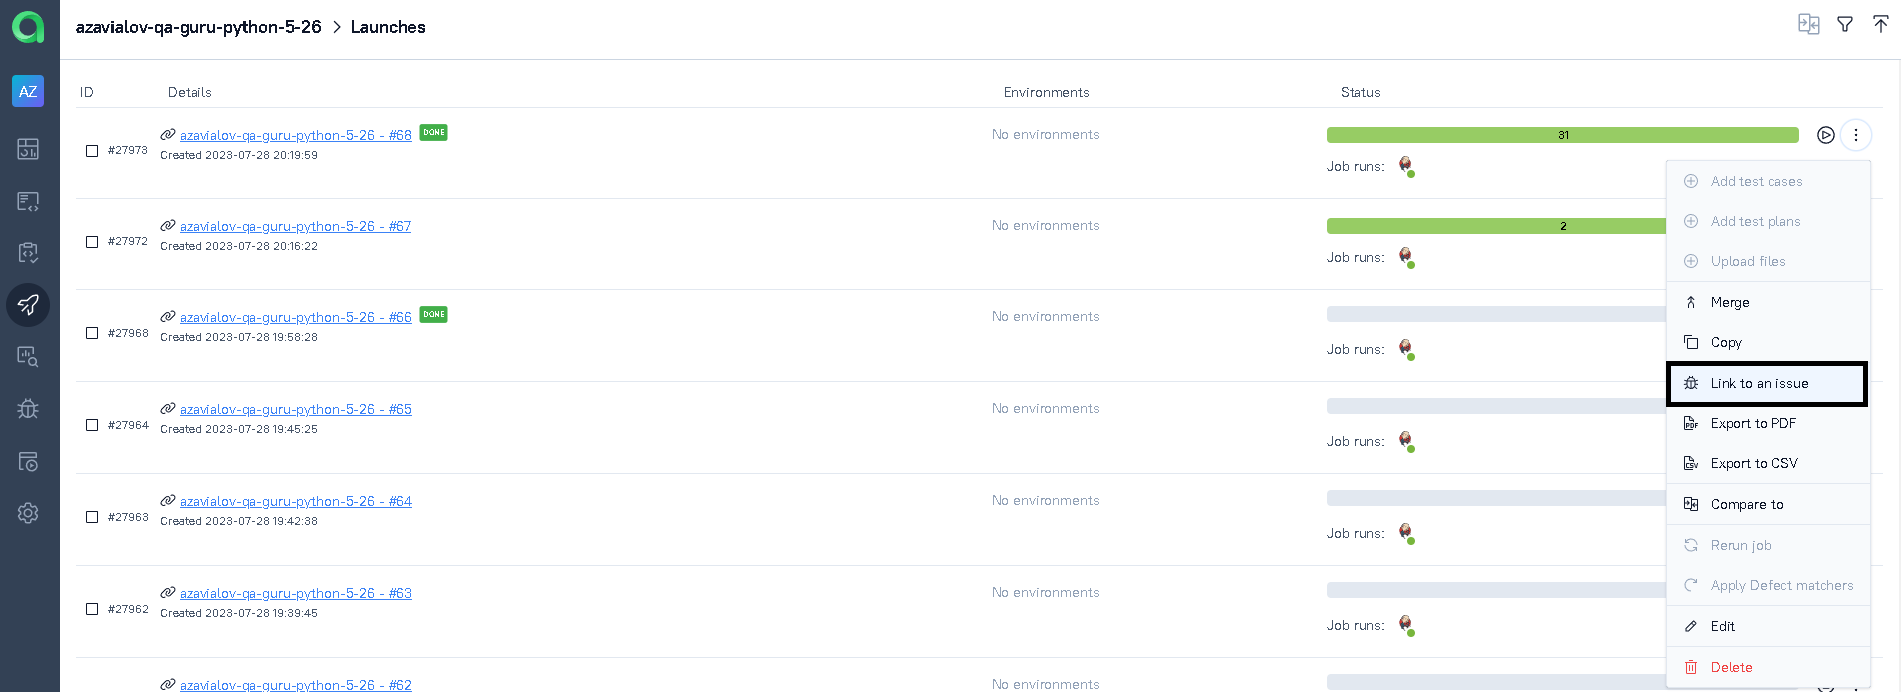 azavialov-qa-guru-python-5-26 > Launches
AZ
ID Details Environments Status
#27973 azavialov-qa-guru-python-5-26 - #68 DONE No environments 31
Created 2023-07-28 20:19:59 Job runs:
#27972 azavialov-qa-guru-python-5-26 - #67 No environments 2
Created 2023-07-28 20:16:22 Job runs:
#27968 azavialov-qa-guru-python-5-26 - #66 DONE No environments
Created 2023-07-28 19:58:28 Job runs:
#27964 azavialov-qa-guru-python-5-26 - #65 No environments
Created 2023-07-28 19:45:25 Job runs:
#27963 azavialov-qa-guru-python-5-26 - #64 No environments
Created 2023-07-28 19:42:38 Job runs:
#27962 azavialov-qa-guru-python-5-26 - #63 No environments
Created 2023-07-28 19:39:45 Job runs:
azavialov-qa-guru-python-5-26 - #62 No environments
Add test cases
Add test plans
Upload files
Merge
Copy
Link to an issue
Export to PDF
Export to CSV
Compare to
Rerun job
Apply Defect matchers
Edit
Delete